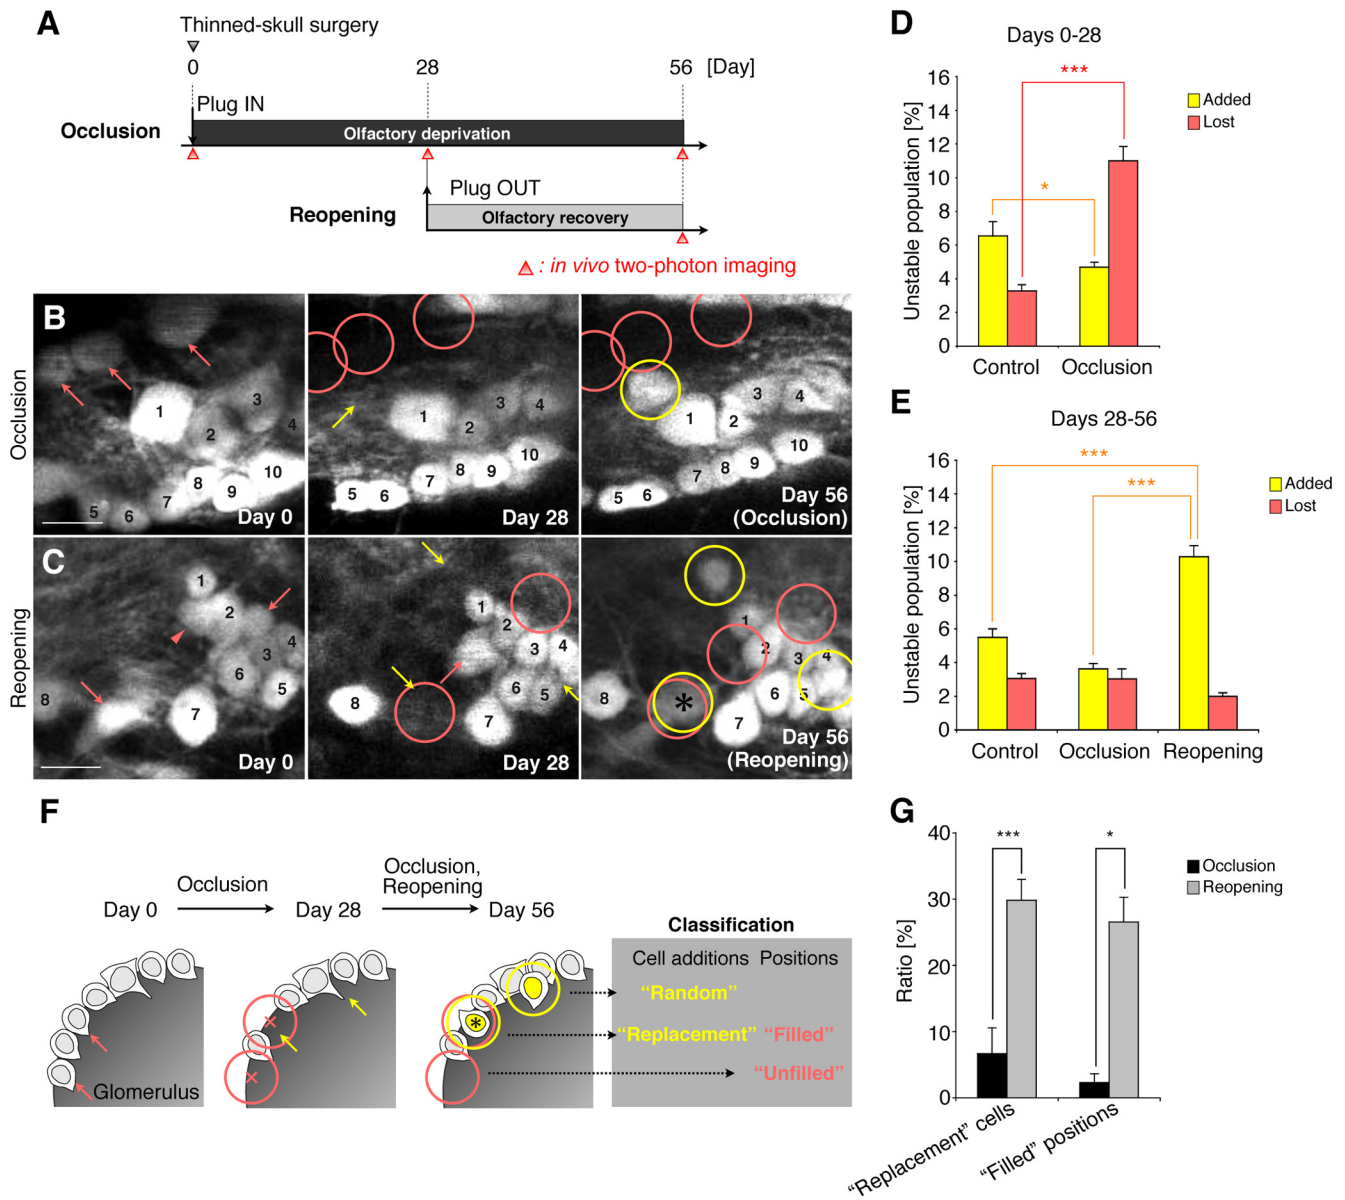 A
Thinned-skull surgery
0 28 56 [Day]
Plug IN
Occlusion Olfactory deprivation
Plug OUT
Reopening Olfactory recovery
: in vivo two-photon imaging
B
Occlusion
1 2 3 4 5 6 7 8 9 10
Day 0
1 2 3 4 5 6 7 8 9 10
Day 28
1 2 3 4 5 6 7 8 9 10
Day 56
(Occlusion)
C
Reopening
1 2 3 4 5 6 7 8
Day 0
1 2 3 4 5 6 7 8
Day 28
1 2 3 4 5 6 7 8
*
Day 56
(Reopening)
D
Days 0-28
Unstable population [%]
16
14
12
10
8
6
4
2
0
***
*
Added
Lost
Control Occlusion
E
Days 28-56
Unstable population [%]
16
14
12
10
8
6
4
2
0
***
***
Added
Lost
Control Occlusion Reopening
F
Occlusion
Occlusion,
Reopening
Day 0 Day 28 Day 56
Glomerulus
*
Classification
Cell additions Positions
“Random”
“Replacement” “Filled”
“Unfilled”
G
Ratio [%]
40
30
20
10
0
***
*
Occlusion
Reopening
“Replacement” cells
“Filled” positions